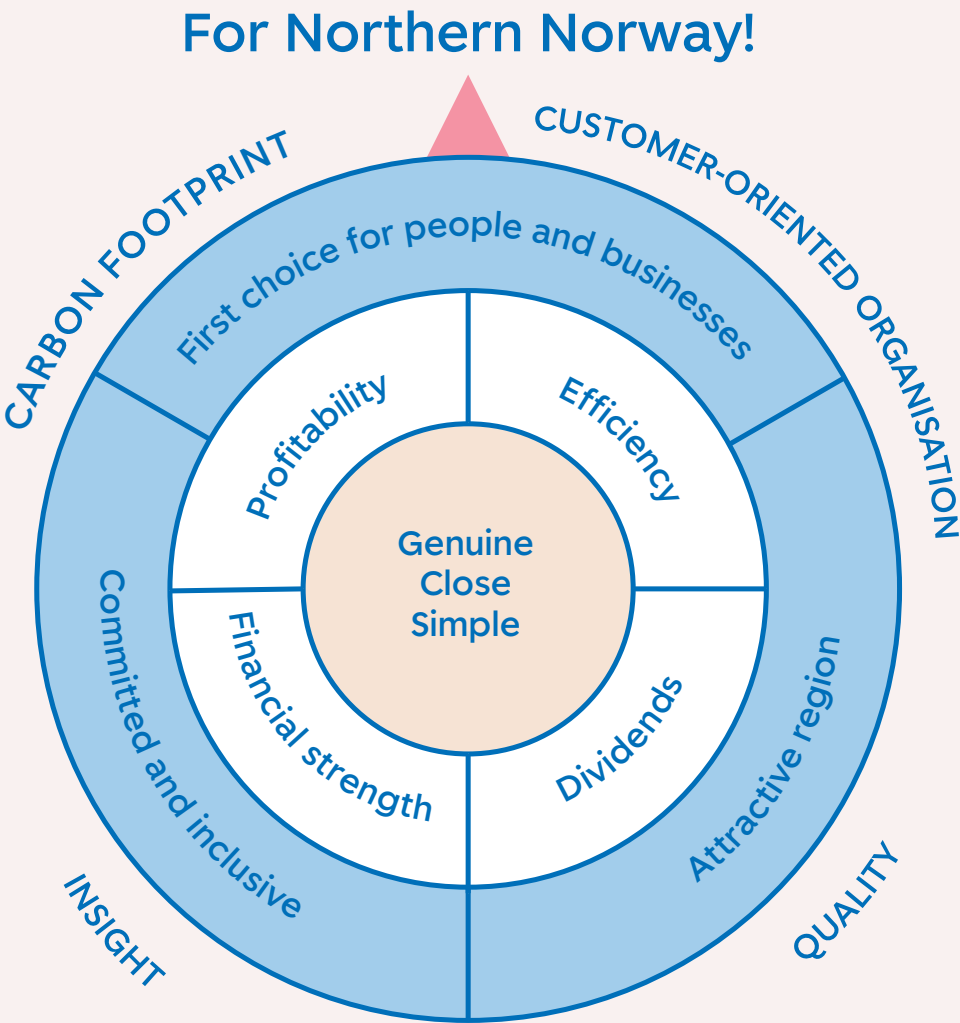 For Northern Norway!
CARBON FOOTPRINT
CUSTOMER-ORIENTED ORGANISATION
First choice for people and businesses
Profitability
Efficiency
Genuine
Close
Simple
Committed and inclusive
Financial strength
Dividends
Attractive region
INSIGHT
QUALITY